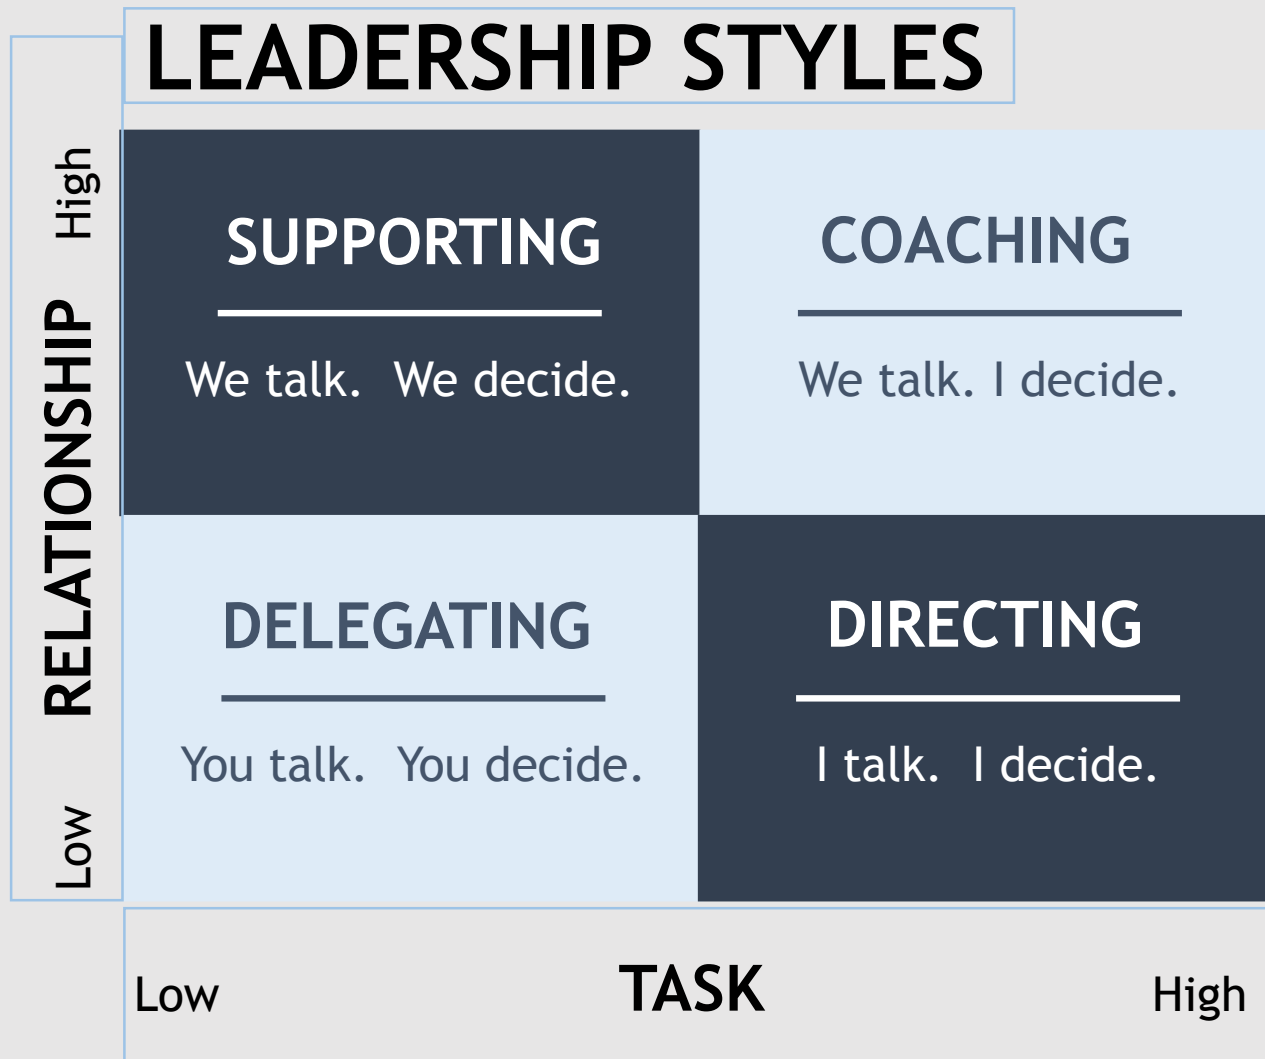 LEADERSHIP STYLES
High
RELATIONSHIP
Low
SUPPORTING
We talk.  We decide.
COACHING
We talk. I decide.
DELEGATING
You talk.  You decide.
DIRECTING
I talk.  I decide.
Low
TASK
High